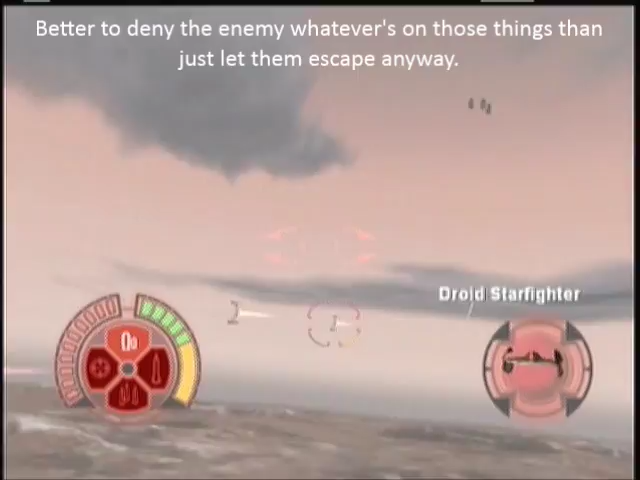 Better to deny the enemy whatever's on those things than
just let them escape anyway.
Droid Starfighter